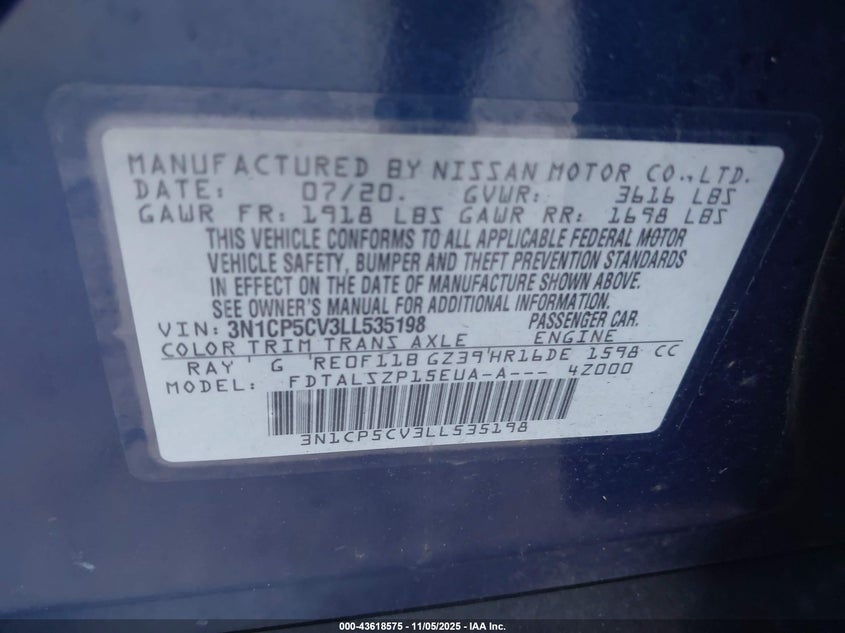 MANUFACTURED BY NISSAN MOTOR CO.,LTD.
DATE: 07/20. GVWR: 3616 LBS
GAWR FR: 1918 LBS GAWR RR: 1698 LBS
THIS VEHICLE CONFORMS TO ALL APPLICABLE FEDERAL MOTOR
VEHICLE SAFETY, BUMPER AND THEFT PREVENTION STANDARDS
IN EFFECT ON THE DATE OF MANUFACTURE SHOWN ABOVE.
SEE OWNER'S MANUAL FOR ADDITIONAL INFORMATION.
VIN: 3N1CP5CV3LL535198 PASSENGER CAR.
COLOR TRIM TRANS AXLE ENGINE
RAY ' G 'RE0F11B GZ39'HR16DE 1598 CC
MODEL: FDTALSZP15EUA-A--- 4Z000
3N1CP5CV3LL535198
000-43618575 - 11/05/2025 - IAA Inc.